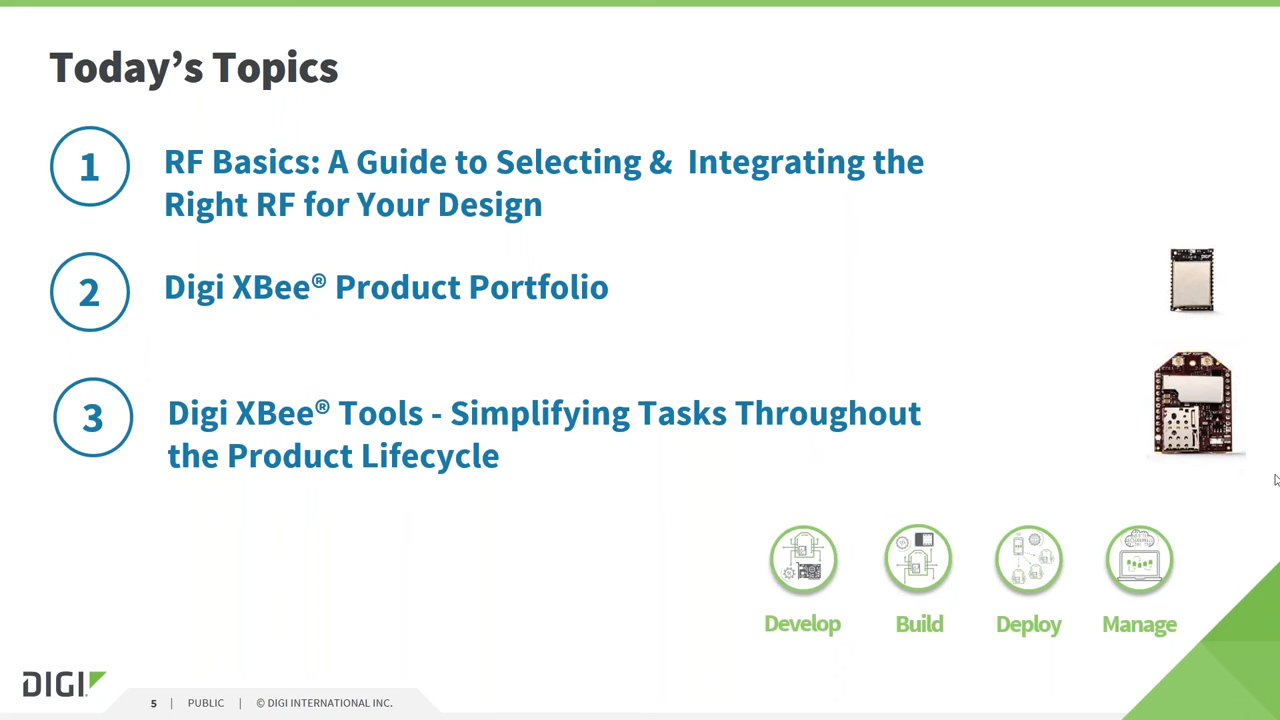 Today’s Topics
1
RF Basics: A Guide to Selecting &  Integrating the
Right RF for Your Design
2
Digi XBee® Product Portfolio
3
Digi XBee® Tools - Simplifying Tasks Throughout
the Product Lifecycle
Develop
Build
Deploy
Manage
DIGI
5 | PUBLIC | © DIGI INTERNATIONAL INC.